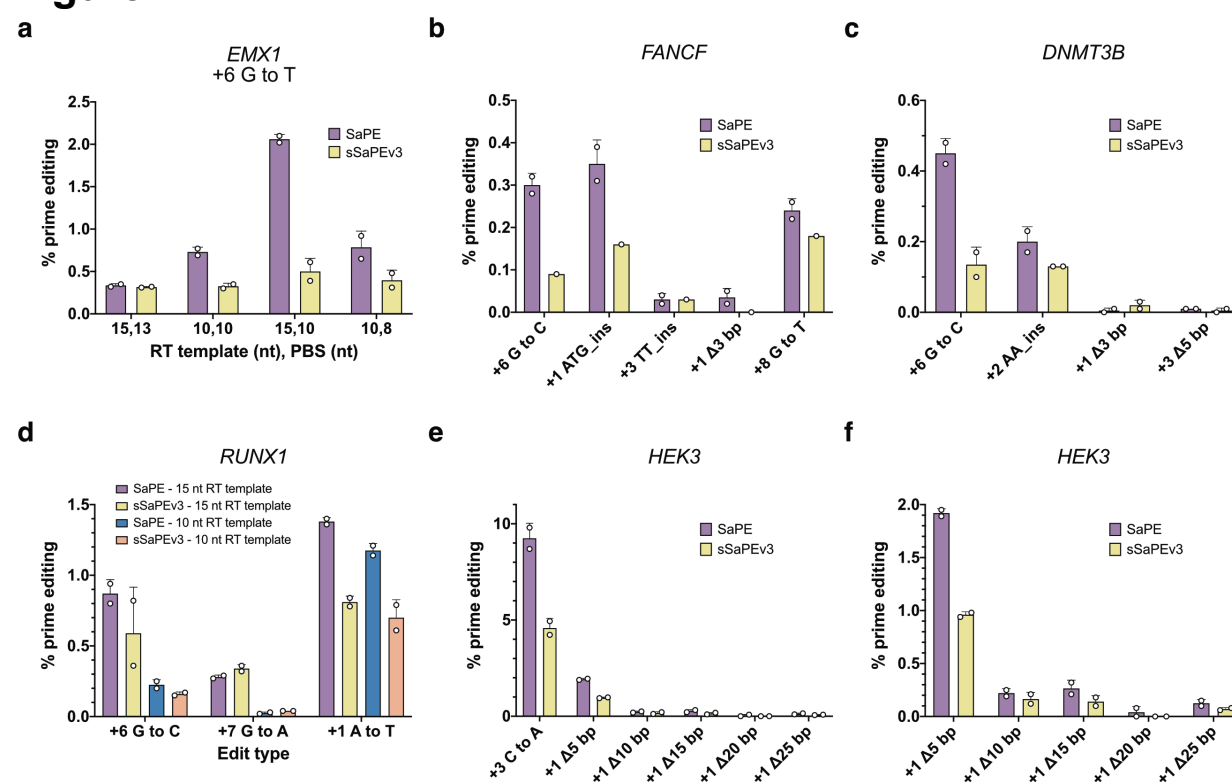 a
EMX1
+6 G to T
2.5
2.0
1.5
1.0
0.5
0.0
% prime editing
SaPE
sSaPEv3
15,13
10,10
15,10
10,8
RT template (nt), PBS (nt)
b
FANCF
0.5
0.4
0.3
0.2
0.1
0.0
% prime editing
SaPE
sSaPEv3
+6 G to C
+1 ATG_ins
+3 TT_ins
+1 Δ3 bp
+8 G to T
c
DNMT3B
0.6
0.4
0.2
0.0
% prime editing
SaPE
sSaPEv3
+6 G to C
+2 AA_ins
+1 Δ3 bp
+3 Δ5 bp
d
RUNX1
SaPE - 15 nt RT template
sSaPEv3 - 15 nt RT template
SaPE - 10 nt RT template
sSaPEv3 - 10 nt RT template
1.5
1.0
0.5
0.0
% prime editing
+6 G to C
+7 G to A
+1 A to T
Edit type
e
HEK3
10
5
0
% prime editing
SaPE
sSaPEv3
+3 C to A
+1 Δ5 bp
+1 Δ10 bp
+1 Δ15 bp
+1 Δ20 bp
+1 Δ25 bp
f
HEK3
2.0
1.5
1.0
0.5
0.0
% prime editing
SaPE
sSaPEv3
+1 Δ5 bp
+1 Δ10 bp
+1 Δ15 bp
+1 Δ20 bp
+1 Δ25 bp